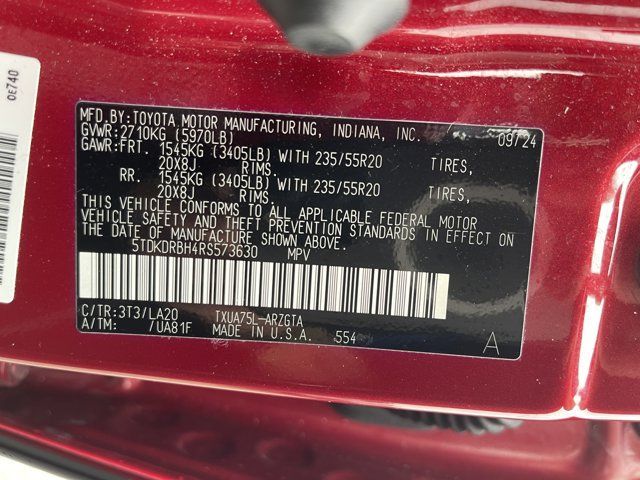 0E740
MFD.BY:TOYOTA MOTOR MANUFACTURING, INDIANA, INC. 09/24
GVWR:2710KG (5970LB)
GAWR:FRT. 1545KG (3405LB) WITH 235/55R20 TIRES,
20X8J RIMS.
RR. 1545KG (3405LB) WITH 235/55R20 TIRES,
20X8J RIMS.
THIS VEHICLE CONFORMS TO ALL APPLICABLE FEDERAL MOTOR
VEHICLE SAFETY AND THEFT PREVENTION STANDARDS IN EFFECT ON
THE DATE OF MANUFACTURE SHOWN ABOVE.
5TDKDRBH4RS573630 MPV
C/TR:3T3/LA20 TXUA75L-ARZGTA
A/TM: /UA81F MADE IN U.S.A. 554
A